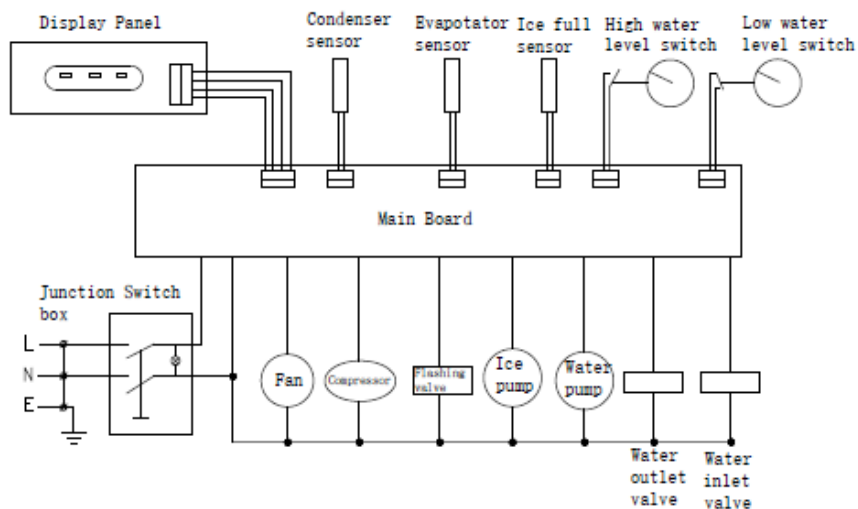 Display Panel
Condenser
sensor
Evapotator
sensor
Ice full
sensor
High water
level switch
Low water
level switch
Main Board
Junction Switch
box
L
N
E
Fan
Compressor
Flashing
valve
Ice
pump
Water
pump
Water
outlet
valve
Water
inlet
valve